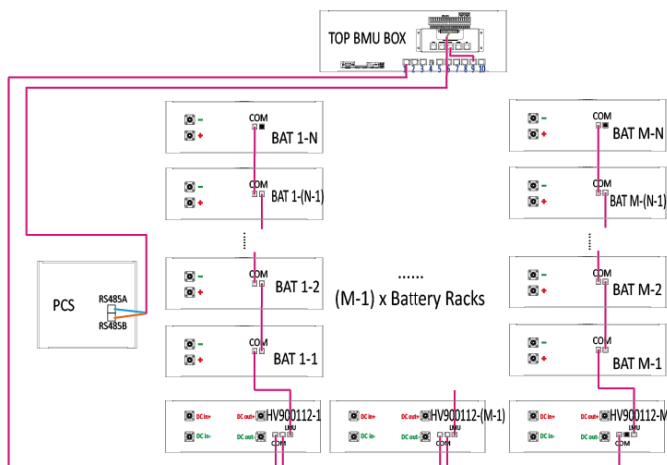 TOP BMU BOX
1 2 3 4 5 6 7 8 9 10
COM
BAT 1-N
COM
BAT M-N
COM
BAT 1-(N-1)
COM
BAT M-(N-1)
......
......
COM
BAT 1-2
......
(M-1) x Battery Racks
COM
BAT M-2
PCS
RS485A
RS485B
COM
BAT 1-1
COM
BAT M-1
DC in+
DC out+
HV900112-1
LMU
DC in-
DC out-
COM
DC in+
DC out+
HV900112-(M-1)
LMU
DC in-
DC out-
COM
DC in+
DC out+
HV900112-M
LMU
DC in-
DC out-
COM